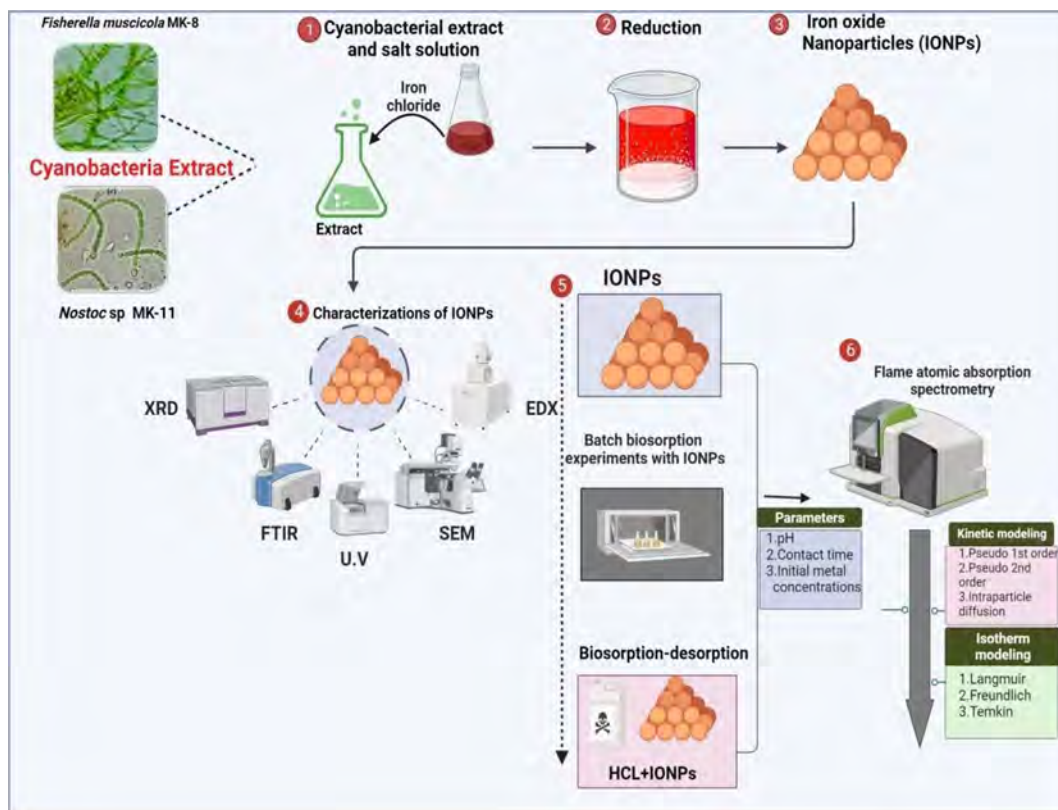 Fisherella muscicola MK-8
Cyanobacteria Extract
Nostoc sp MK-11
1
Cyanobacterial extract
and salt solution
Iron
chloride
Extract
2
Reduction
3
Iron oxide
Nanoparticles (IONPs)
4
Characterizations of IONPs
XRD
EDX
FTIR
U.V
SEM
5
IONPs
Batch biosorption
experiments with IONPs
Biosorption-desorption
HCL+IONPs
Parameters
1.pH
2.Contact time
3.Initial metal
concentrations
6
Flame atomic absorption
spectrometry
Kinetic modeling
1.Pseudo 1st order
2.Pseudo 2nd
order
3.Intraparticle
diffusion
Isotherm
modeling
1.Langmuir
2.Freundlich
3.Temkin